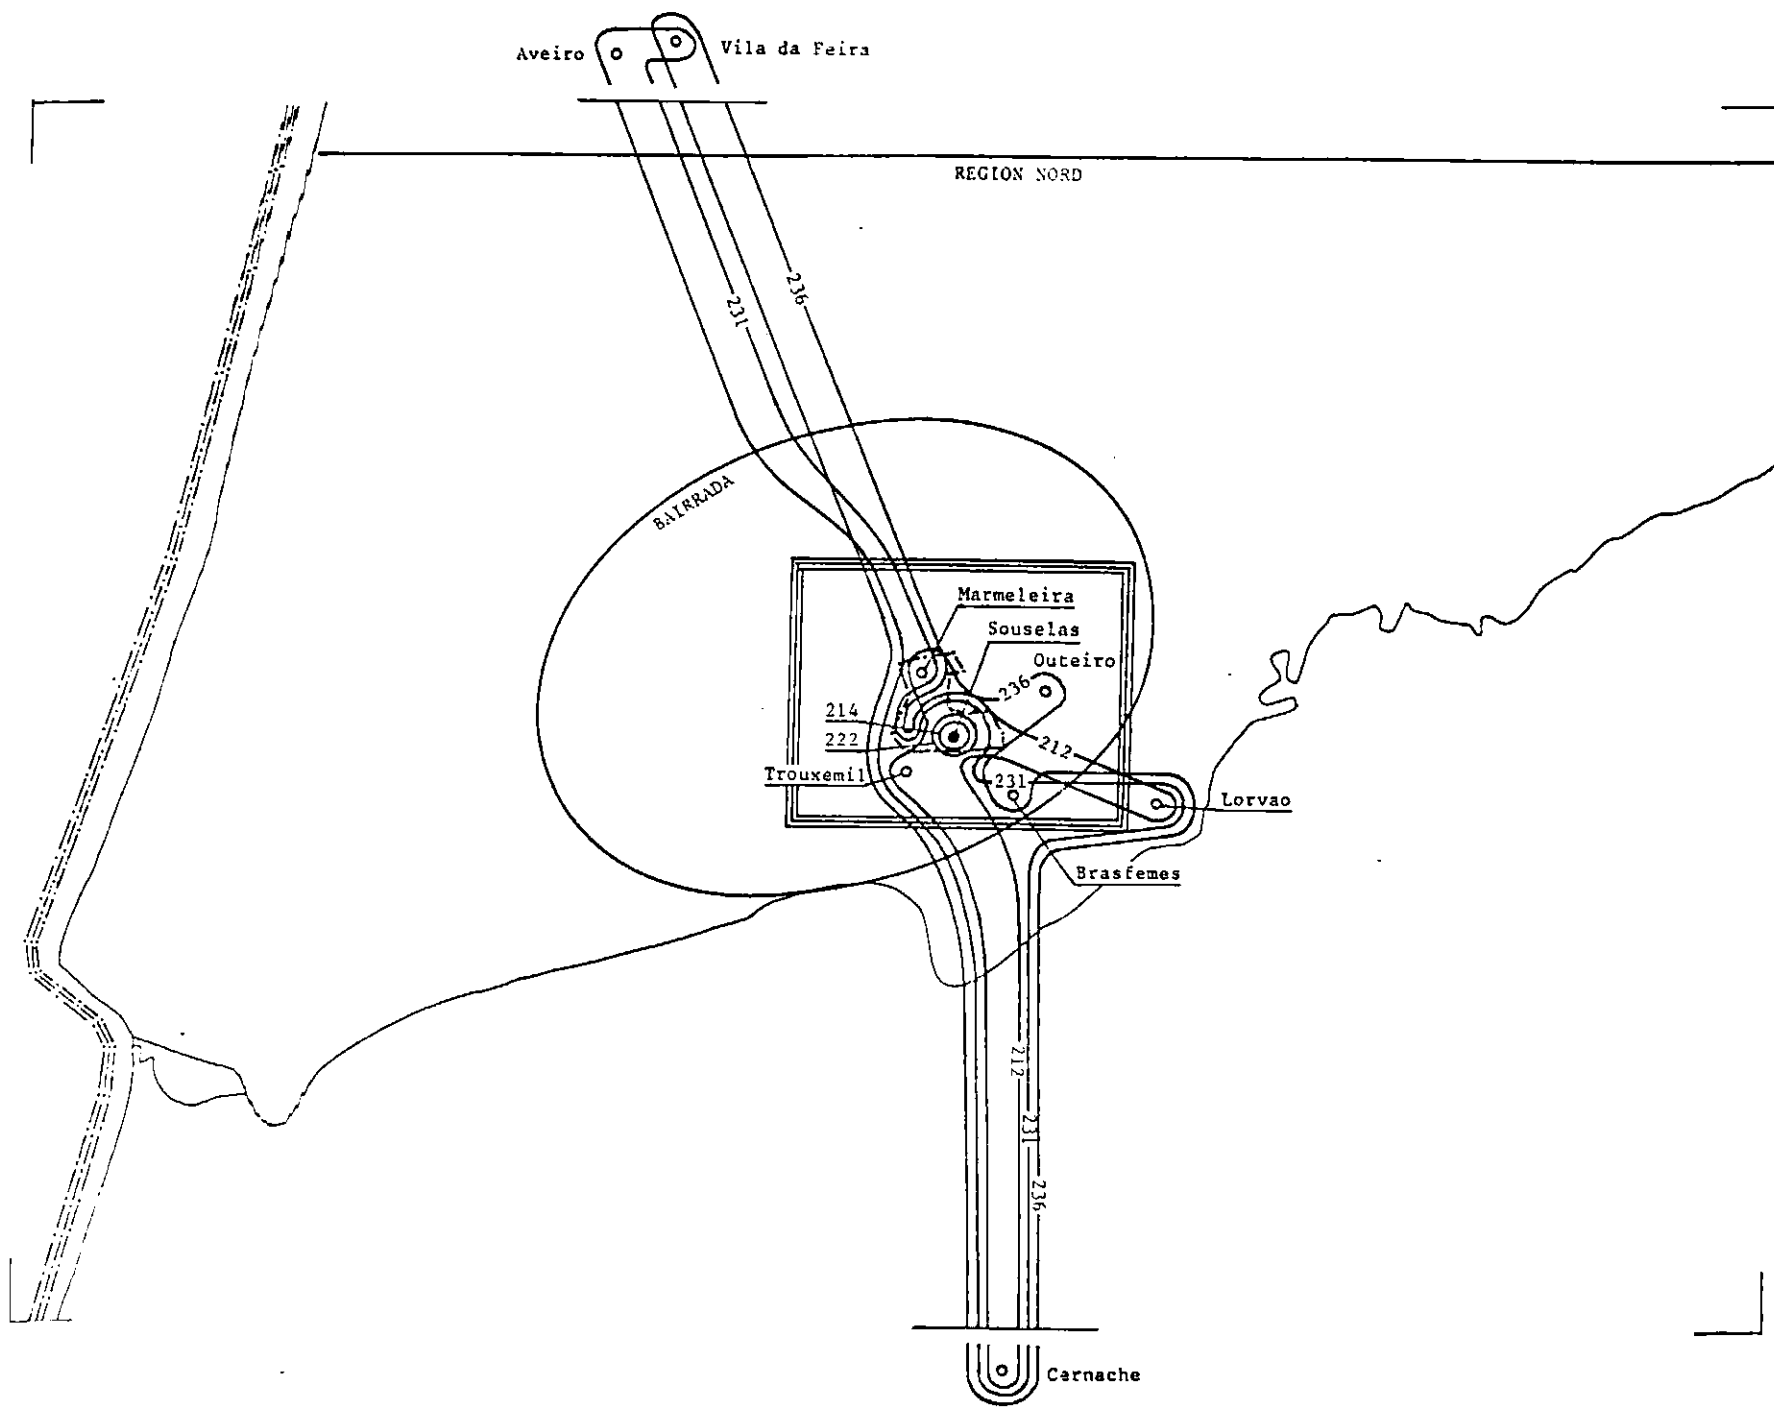 Aveiro
Vila da Feira
REGION NORD
236
231
BAIRRADA
Marmeleira
Souselas
Outeiro
236
214
222
212
Trouxemil
231
Lorvao
Brasfemes
212
231
236
Carnache